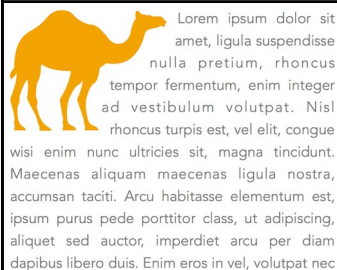 Lorem ipsum dolor sit
amet, ligula suspendisse
nulla pretium, rhoncus
tempor fermentum, enim integer
ad vestibulum volutpat. Nisl
rhoncus turpis est, vel elit, congue
wisi enim nunc ultricies sit, magna tincidunt.
Maecenas aliquam maecenas ligula nostra,
accumsan taciti. Arcu habitasse elementum est,
ipsum purus pede porttitor class, ut adipiscing,
aliquet sed auctor, imperdiet arcu per diam
dapibus libero duis. Enim eros in vel, volutpat nec